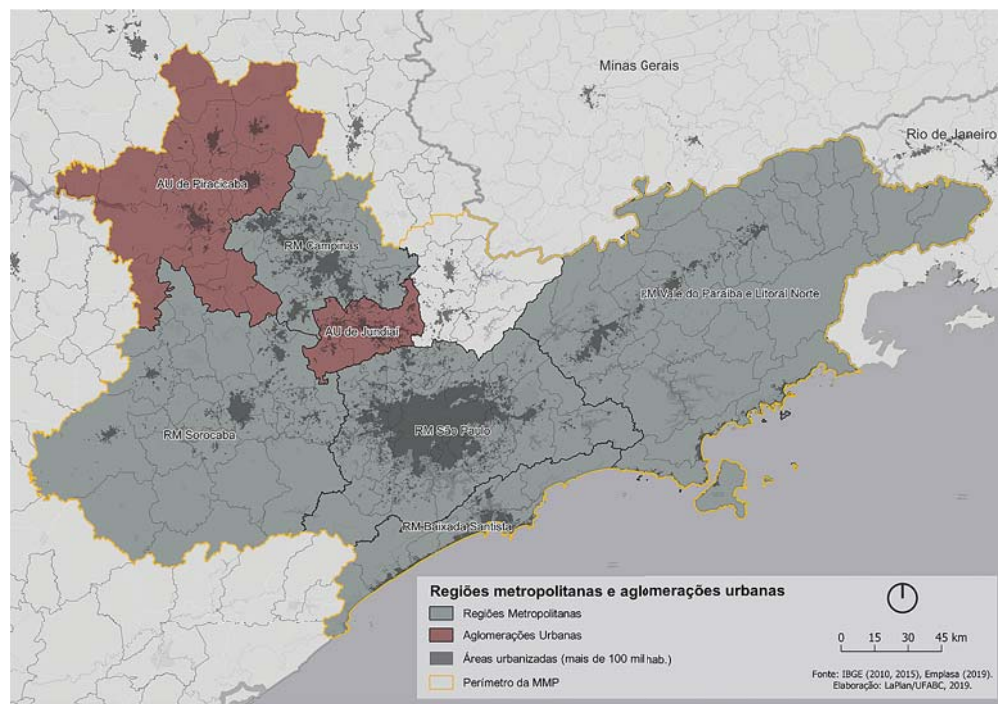 Minas Gerais
Rio de Janeiro
AU de Piracicaba
RM Campinas
RM Vale do Paraíba e Litoral Norte
AU de Jundiaí
RM São Paulo
RM Sorocaba
RM Baixada Santista
Regiões metropolitanas e aglomerações urbanas
Regiões Metropolitanas
Aglomerações Urbanas
Áreas urbanizadas (mais de 100 mil hab.)
Perímetro da MMP
0 15 30 45 km
Fonte: IBGE (2010, 2015), Emplasa (2019).
Elaboração: LaPlan/UFABC, 2019.